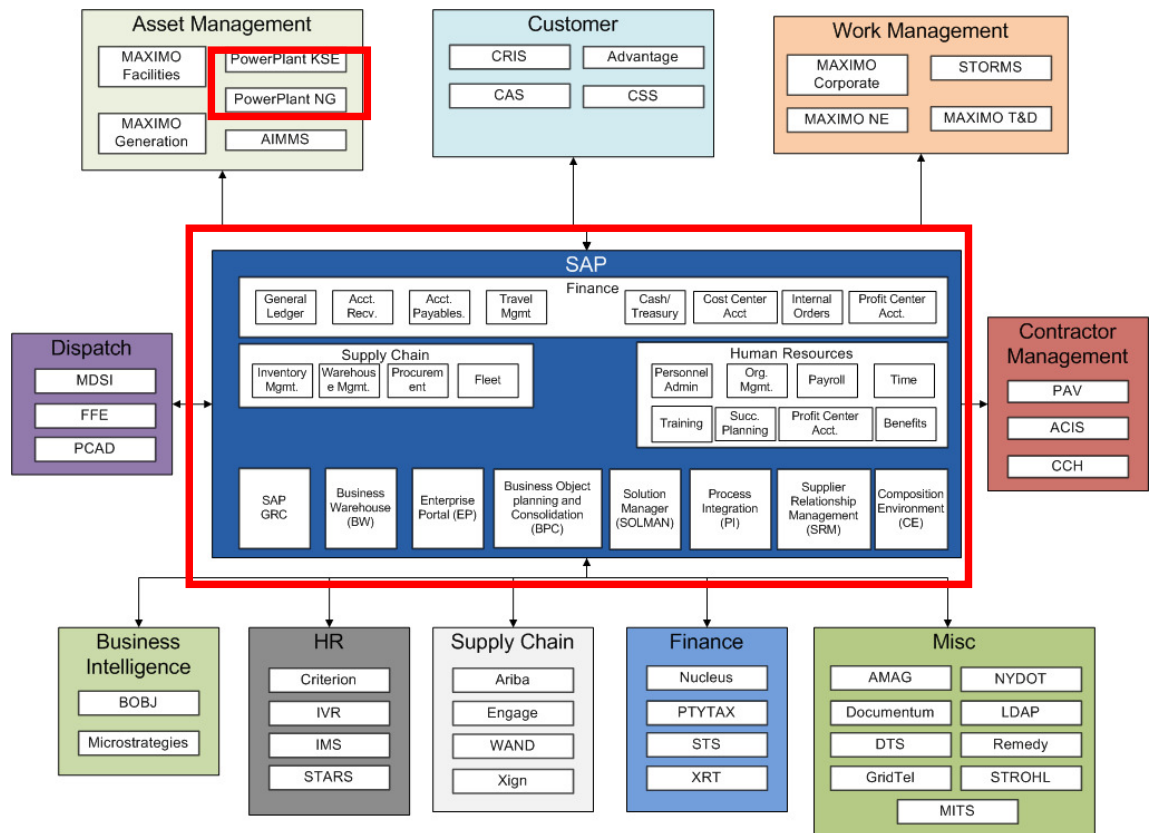 Asset Management
MAXIMO
Facilities
PowerPlant KSE
PowerPlant NG
MAXIMO
Generation
AIMMS
Customer
CRIS
Advantage
CAS
CSS
Work Management
MAXIMO
Corporate
STORMS
MAXIMO NE
MAXIMO T&D
SAP
Finance
General
Ledger
Acct.
Recv.
Acct.
Payables.
Travel
Mgmt
Cash/
Treasury
Cost Center
Acct
Internal
Orders
Profit Center
Acct.
Supply Chain
Inventory
Mgmt.
Warehous
e Mgmt.
Procurem
ent
Fleet
Human Resources
Personnel
Admin
Org.
Mgmt.
Payroll
Time
Training
Succ.
Planning
Profit Center
Acct.
Benefits
SAP
GRC
Business
Warehouse
(BW)
Enterprise
Portal (EP)
Business Object
planning and
Consolidation
(BPC)
Solution
Manager
(SOLMAN)
Process
Integration
(PI)
Supplier
Relationship
Management
(SRM)
Composition
Environment
(CE)
Dispatch
MDSI
FFE
PCAD
Contractor
Management
PAV
ACIS
CCH
Business
Intelligence
BOBJ
Microstrategies
HR
Criterion
IVR
IMS
STARS
Supply Chain
Ariba
Engage
WAND
Xign
Finance
Nucleus
PTYTAX
STS
XRT
Misc
AMAG
NYDOT
Documentum
LDAP
DTS
Remedy
GridTel
STROHL
MITS